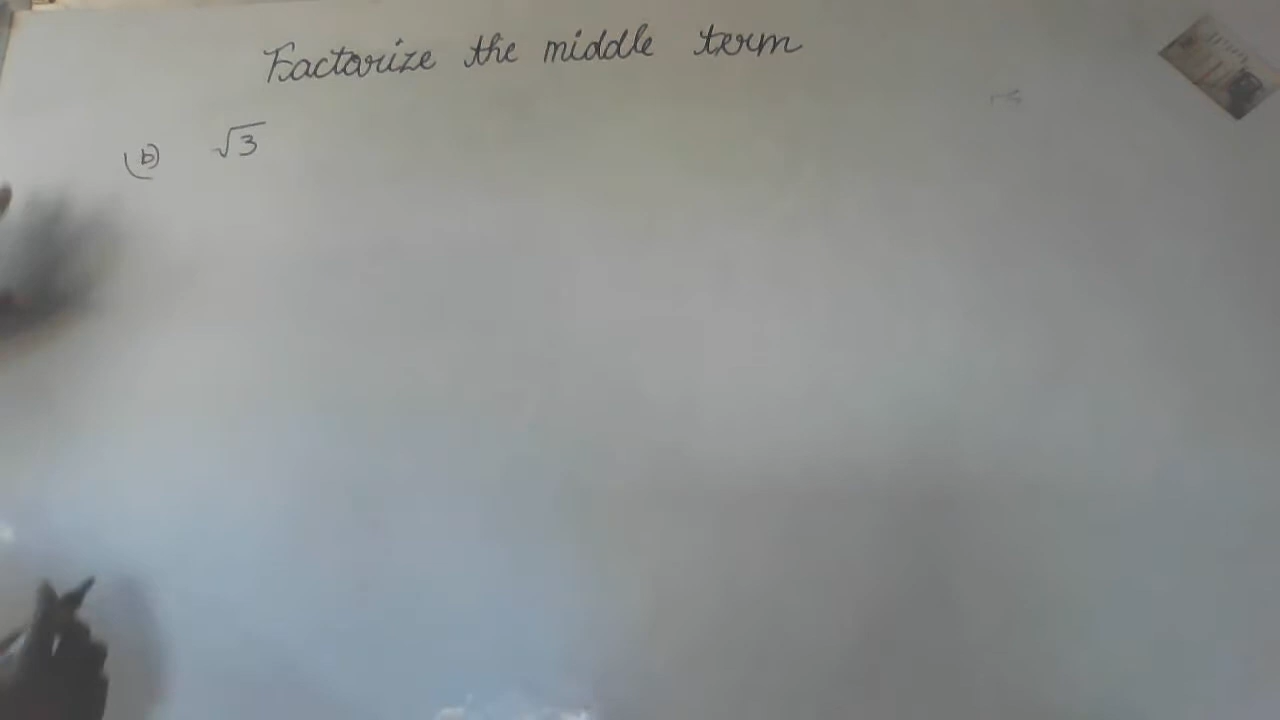 Factorize the middle term
(b) √3